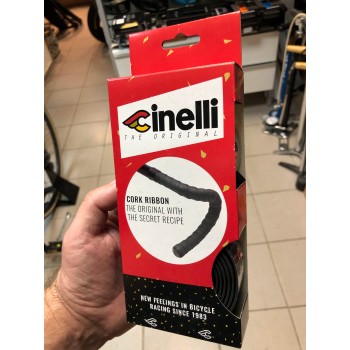 Cinelli
THE ORIGINAL
CORK RIBBON
THE ORIGINAL WITH
THE SECRET RECIPE
NEW FEELINGS IN BICYCLE
RACING SINCE 1983